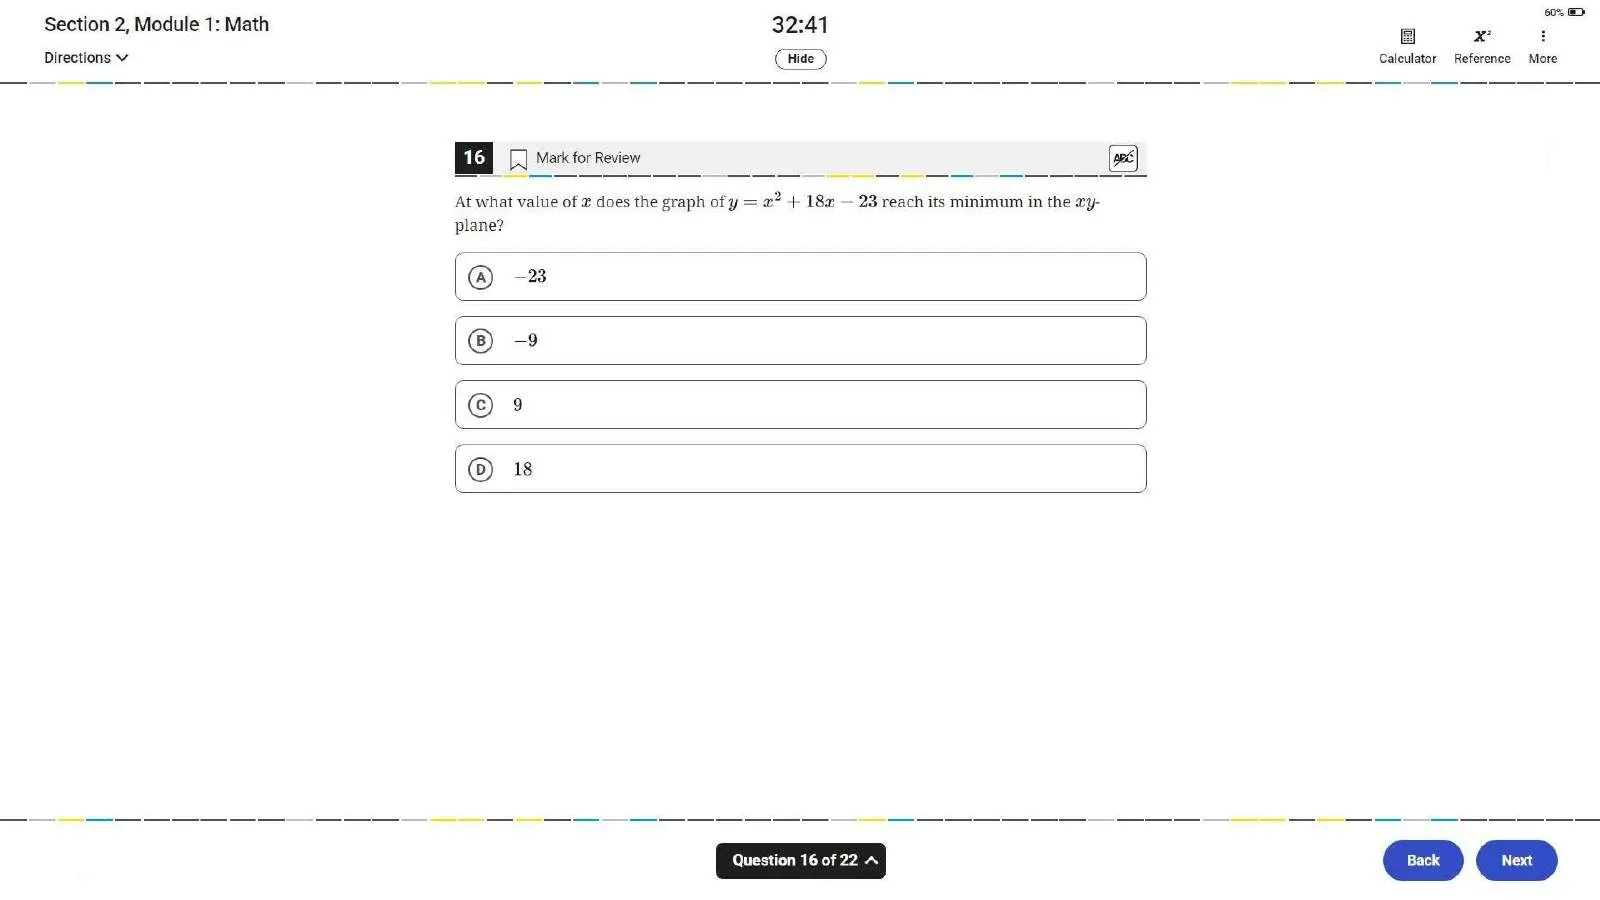 Section 2, Module 1: Math
32:41
60%
Directions
Hide
Calculator
Reference
More
16
Mark for Review
ABC
At what value of x does the graph of y = x² + 18x − 23 reach its minimum in the xy-
plane?
A −23
B −9
C 9
D 18
Question 16 of 22
Back
Next